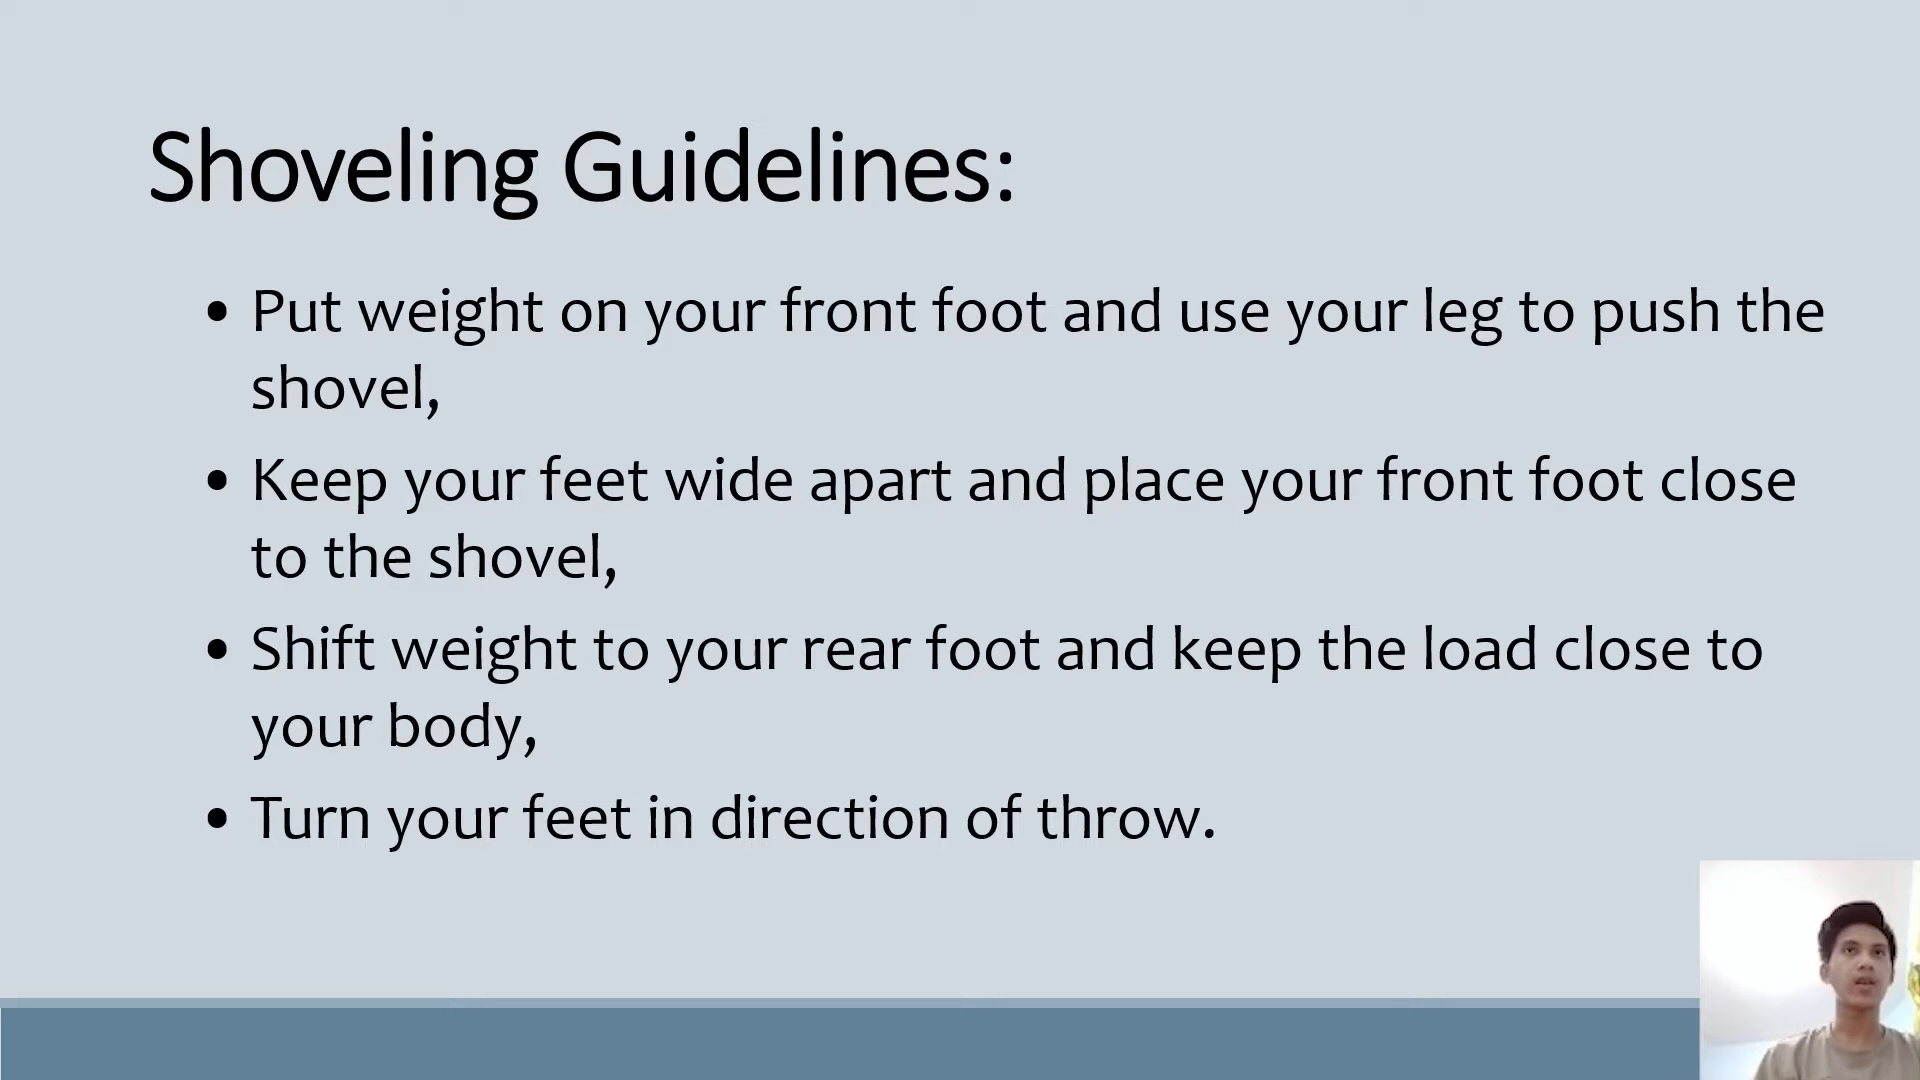 Shoveling Guidelines:
• Put weight on your front foot and use your leg to push the
shovel,
• Keep your feet wide apart and place your front foot close
to the shovel,
• Shift weight to your rear foot and keep the load close to
your body,
• Turn your feet in direction of throw.